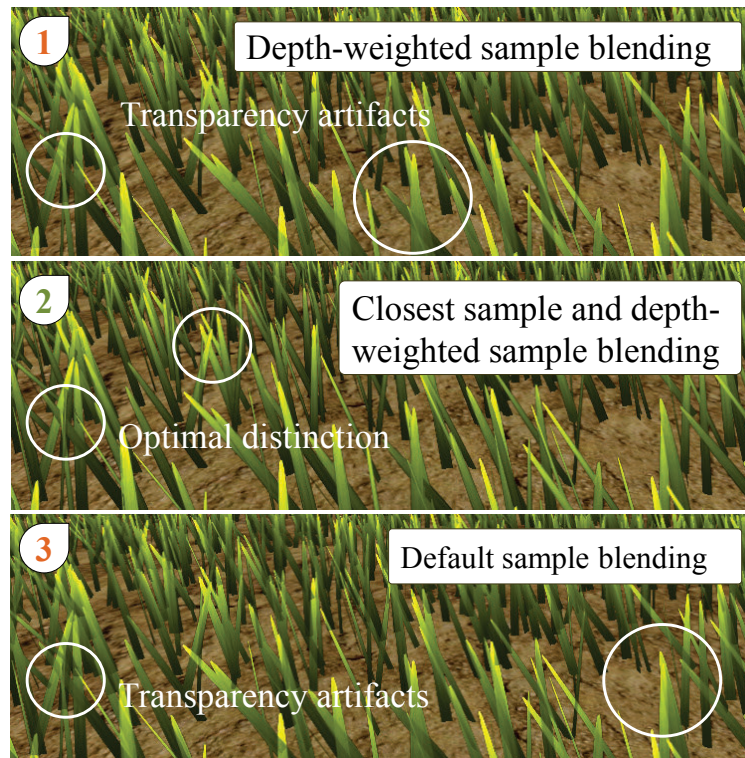 1
Depth-weighted sample blending
Transparency artifacts
2
Closest sample and depth-
weighted sample blending
Optimal distinction
3
Default sample blending
Transparency artifacts